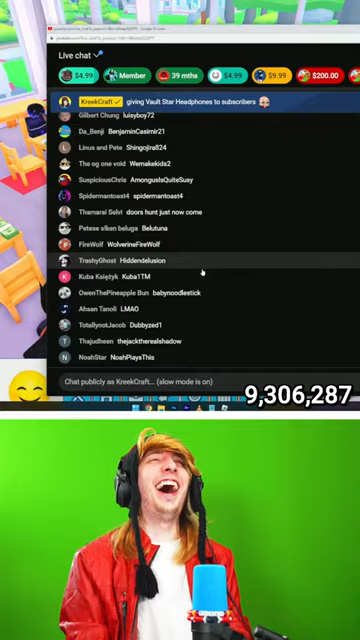 Live chat
$4.99
Member
39 mths
$4.99
$9.99
$200.00
KreekCraft giving Vault Star Headphones to subscribers
Gilbert Chung luisyboy72
Da_Benji BenjaminCasimir21
Linus and Pete Shingojira824
The og one void Wemakekids2
SuspiciousChris AmongusIsQuiteSusy
Spidermantoast4 spidermantoast4
Thamarai Selvi doors hunt just now come
Petese s!ken beluga Belutuna
FireWolf WolverineFireWolf
TrashyGhost Hiddendelusion
Kuba Księżyk Kuba1TM
OwenThePineapple Bun babynoodlestick
Ahsan Tanoli LMAO
TotallynotJacob Dubbyzed1
Thajudheen thejacktherealshadow
NoahStar NoahPlaysThis
Chat publicly as KreekCraft... (slow mode is on)
9,306,287